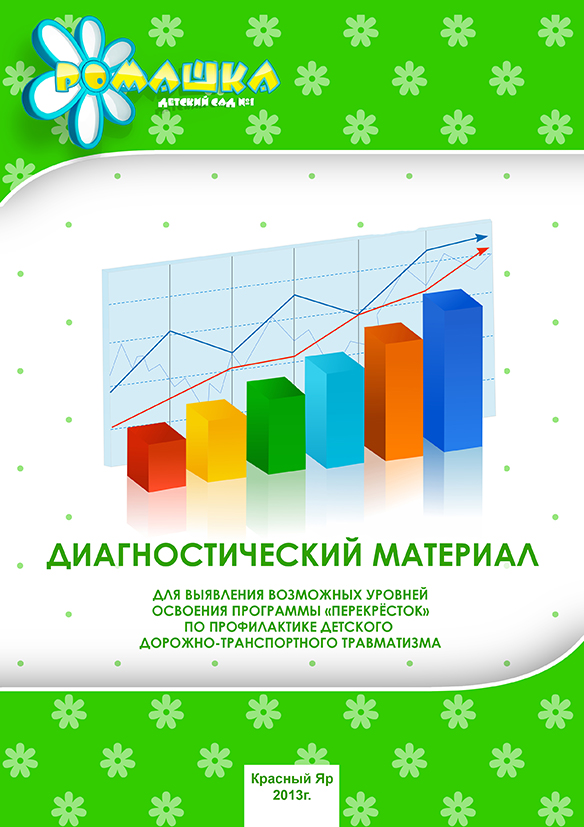 РОМАШКА
ДЕТСКИЙ САД №1
ДИАГНОСТИЧЕСКИЙ МАТЕРИАЛ
ДЛЯ ВЫЯВЛЕНИЯ ВОЗМОЖНЫХ УРОВНЕЙ
ОСВОЕНИЯ ПРОГРАММЫ «ПЕРЕКРЁСТОК»
ПО ПРОФИЛАКТИКЕ ДЕТСКОГО
ДОРОЖНО-ТРАНСПОРТНОГО ТРАВМАТИЗМА
Красный Яр
2013г.